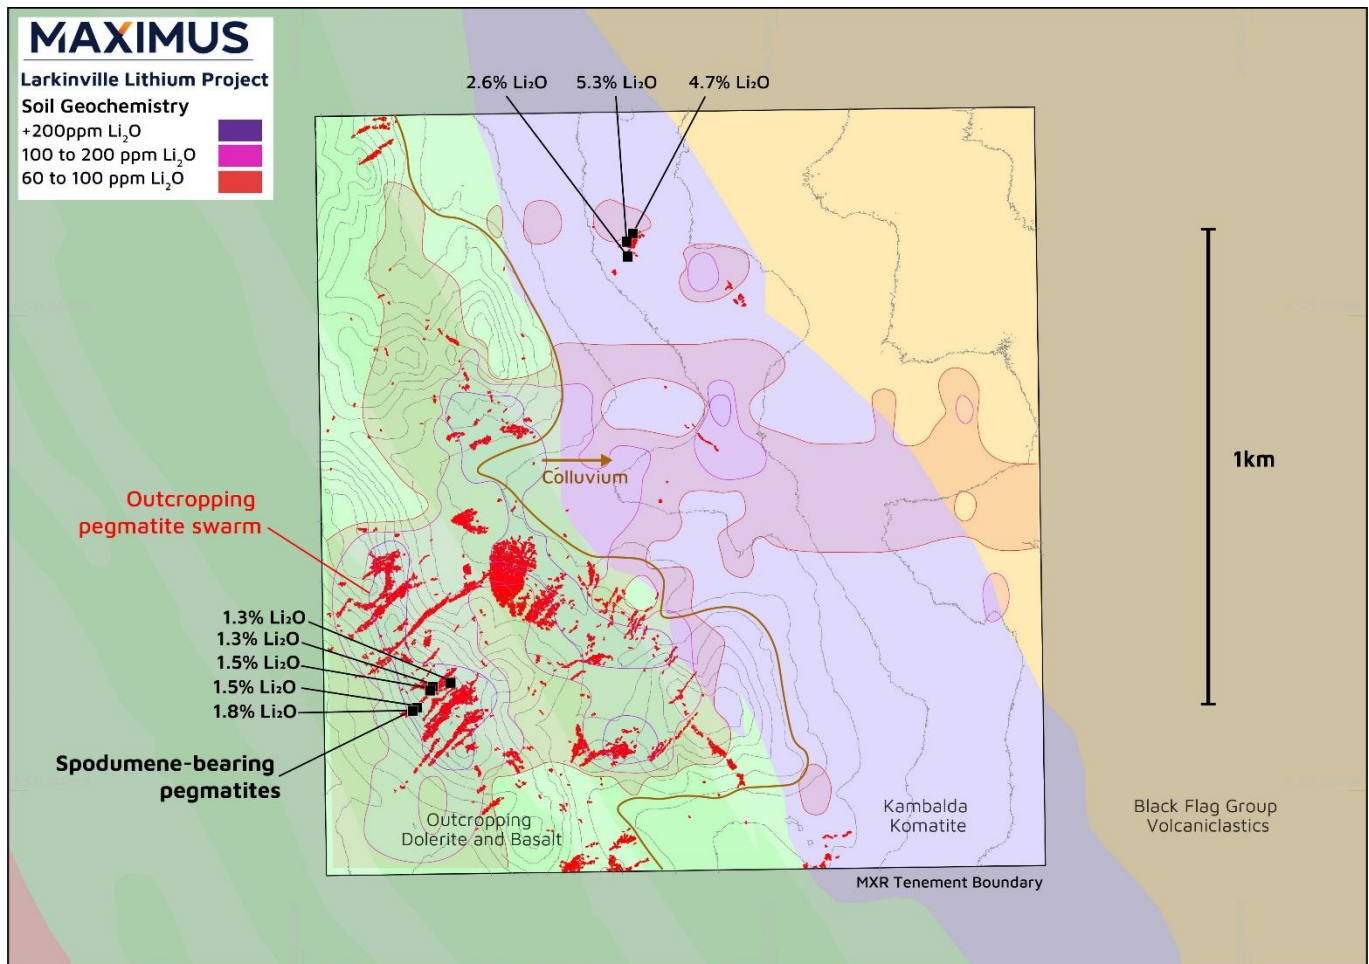 MAXIMUS
Larkinville Lithium Project
Soil Geochemistry
+200ppm Li₂O
100 to 200 ppm Li₂O
60 to 100 ppm Li₂O
2.6% Li₂O
5.3% Li₂O
4.7% Li₂O
1km
Colluvium
Outcropping
pegmatite swarm
1.3% Li₂O
1.3% Li₂O
1.5% Li₂O
1.5% Li₂O
1.8% Li₂O
Spodumene-bearing
pegmatites
Outcropping
Dolerite and Basalt
Kambalda
Komatite
Black Flag Group
Volcaniclastics
MXR Tenement Boundary